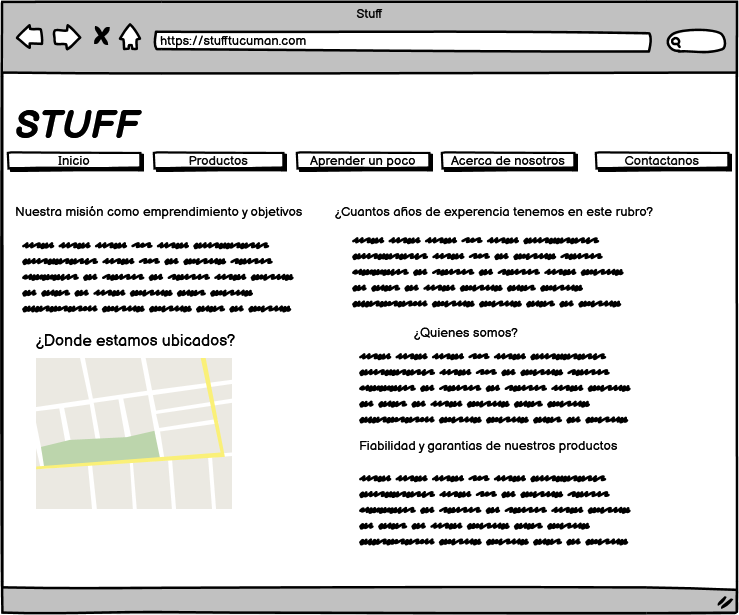 Stuff
https://stufftucuman.com
STUFF
Inicio
Productos
Aprender un poco
Acerca de nosotros
Contactanos
Nuestra misión como emprendimiento y objetivos
¿Donde estamos ubicados?
¿Cuantos años de experencia tenemos en este rubro?
¿Quienes somos?
Fiabilidad y garantias de nuestros productos